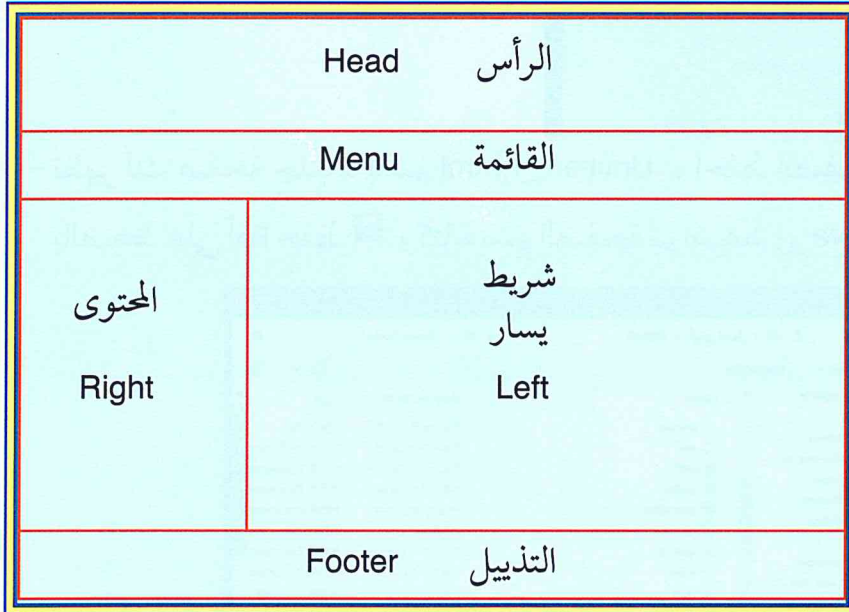 الرأس Head
القائمة Menu
شريط
يسار
Left
المحتوى
Right
التذييل Footer